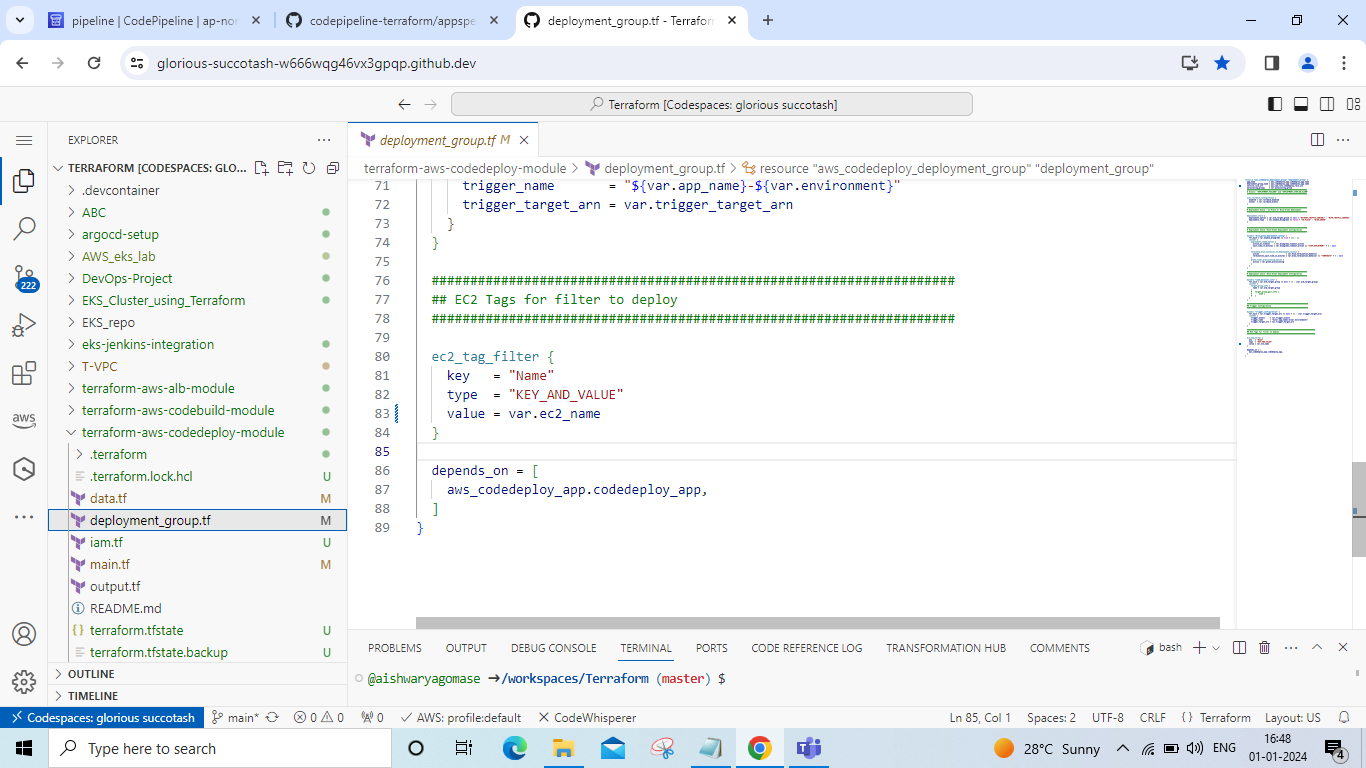 pipeline | CodePipeline | ap-nor
codepipeline-terraform/appspe
deployment_group.tf - Terraform
glorious-succotash-w666wqg46vx3gpqp.github.dev
Terraform [Codespaces: glorious succotash]
EXPLORER
TERRAFORM [CODESPACES: GLO...
.devcontainer
ABC
argocd-setup
AWS_eks_lab
DevOps-Project
EKS_Cluster_using_Terraform
EKS_repo
eks-jenkins-integration
T-VPC
terraform-aws-alb-module
terraform-aws-codebuild-module
terraform-aws-codedeploy-module
.terraform
.terraform.lock.hcl U
data.tf M
deployment_group.tf M
iam.tf U
main.tf M
output.tf
README.md
terraform.tfstate U
terraform.tfstate.backup U
OUTLINE
TIMELINE
222
aws
deployment_group.tf M
terraform-aws-codedeploy-module > deployment_group.tf > resource "aws_codedeploy_deployment_group" "deployment_group"
71 trigger_name = "${var.app_name}-${var.environment}"
72 trigger_target_arn = var.trigger_target_arn
73 }
74 }
75
76 ###################################################################
77 ## EC2 Tags for filter to deploy
78 ###################################################################
79
80 ec2_tag_filter {
81 key = "Name"
82 type = "KEY_AND_VALUE"
83 value = var.ec2_name
84 }
85
86 depends_on = [
87 aws_codedeploy_app.codedeploy_app,
88 ]
89 }
PROBLEMS OUTPUT DEBUG CONSOLE TERMINAL PORTS CODE REFERENCE LOG TRANSFORMATION HUB COMMENTS
bash
@aishwaryagomase ➜/workspaces/Terraform (master) $
Codespaces: glorious succotash main* 0 0 0 AWS: profile:default CodeWhisperer
Ln 85, Col 1 Spaces: 2 UTF-8 CRLF {} Terraform Layout: US
Type here to search
28°C Sunny
ENG
16:48
01-01-2024
4